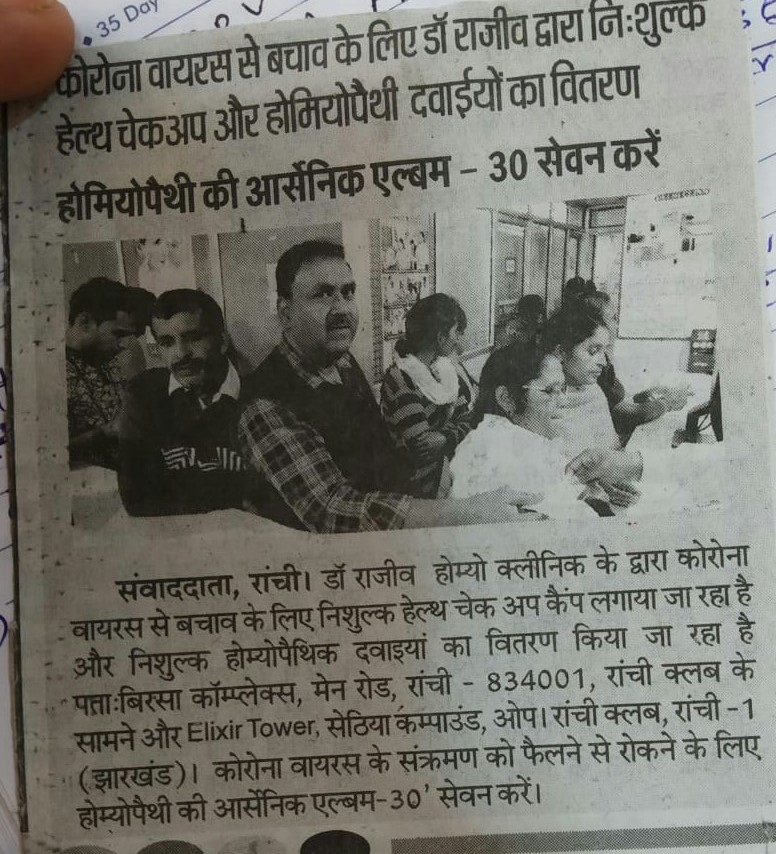 35 Day
कोरोना वायरस से बचाव के लिए डॉ राजीव द्वारा निःशुल्क
हेल्थ चेकअप और होमियोपैथी दवाईयों का वितरण
होमियोपैथी की आर्सेनिक एल्बम – 30 सेवन करें
संवाददाता, रांची। डॉ राजीव होम्यो क्लीनिक के द्वारा कोरोना
वायरस से बचाव के लिए निशुल्क हेल्थ चेक अप कैंप लगाया जा रहा है
और निशुल्क होम्योपैथिक दवाइयां का वितरण किया जा रहा है
पताःबिरसा कॉम्प्लेक्स, मेन रोड, रांची - 834001, रांची क्लब के
सामने और Elixir Tower, सेठिया कम्पाउंड, ओप। रांची क्लब, रांची -1
(झारखंड)। कोरोना वायरस के संक्रमण को फैलने से रोकने के लिए
होम्योपैथी की आर्सेनिक एल्बम-30' सेवन करें।